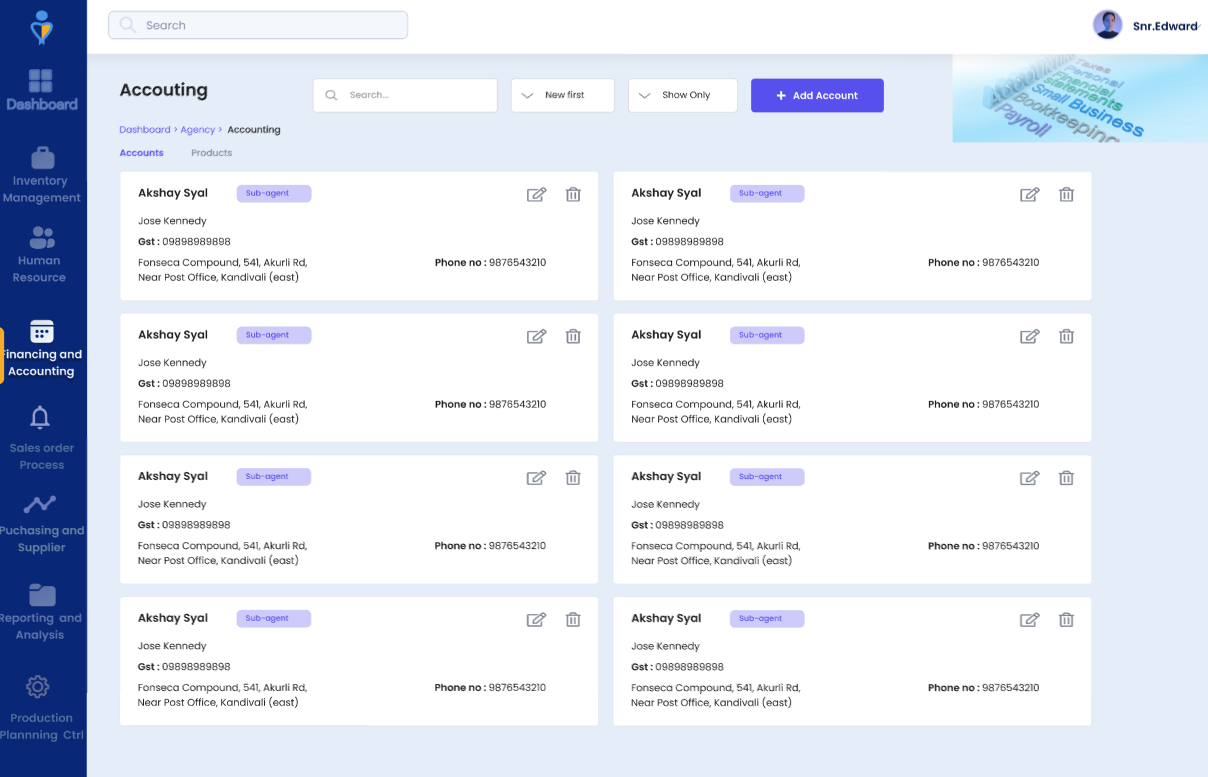 Search
Snr.Edward
Dashboard
Inventory
Management
Human
Resource
Financing and
Accounting
Sales order
Process
Puchasing and
Supplier
Reporting and
Analysis
Production
Plannning Ctrl
Accouting
Search...
New first
Show Only
+ Add Account
Taxes
Personal
Financial
Statements
Small Business
Bookkeeping
Payroll
Dashboard > Agency > Accounting
Accounts Products
Akshay Syal Sub-agent
Jose Kennedy
Gst : 09898989898
Fonseca Compound, 541, Akurli Rd,
Near Post Office, Kandivali (east)
Phone no : 9876543210
Akshay Syal Sub-agent
Jose Kennedy
Gst : 09898989898
Fonseca Compound, 541, Akurli Rd,
Near Post Office, Kandivali (east)
Phone no : 9876543210
Akshay Syal Sub-agent
Jose Kennedy
Gst : 09898989898
Fonseca Compound, 541, Akurli Rd,
Near Post Office, Kandivali (east)
Phone no : 9876543210
Akshay Syal Sub-agent
Jose Kennedy
Gst : 09898989898
Fonseca Compound, 541, Akurli Rd,
Near Post Office, Kandivali (east)
Phone no : 9876543210
Akshay Syal Sub-agent
Jose Kennedy
Gst : 09898989898
Fonseca Compound, 541, Akurli Rd,
Near Post Office, Kandivali (east)
Phone no : 9876543210
Akshay Syal Sub-agent
Jose Kennedy
Gst : 09898989898
Fonseca Compound, 541, Akurli Rd,
Near Post Office, Kandivali (east)
Phone no : 9876543210
Akshay Syal Sub-agent
Jose Kennedy
Gst : 09898989898
Fonseca Compound, 541, Akurli Rd,
Near Post Office, Kandivali (east)
Phone no : 9876543210
Akshay Syal Sub-agent
Jose Kennedy
Gst : 09898989898
Fonseca Compound, 541, Akurli Rd,
Near Post Office, Kandivali (east)
Phone no : 9876543210